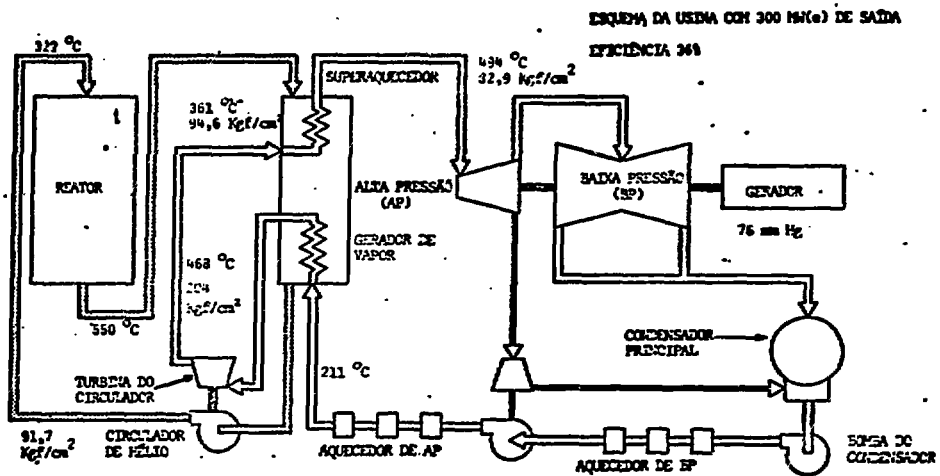 ESQUEMA DA USINA COM 300 MW(e) DE SAÍDA
EFICIÊNCIA 36%
322 °C
494 °C
32,9 Kgf/cm²
SUPERAQUECEDOR
361 °C
94,6 Kgf/cm²
REATOR
ALTA PRESSÃO
(AP)
BAIXA PRESSÃO
(BP)
GERADOR
76 mm Hg
GERADOR DE
VAPOR
468 °C
Kgf/cm²
550 °C
CONDENSADOR
PRINCIPAL
211 °C
TURBINA DO
CIRCULADOR
91,7
Kgf/cm²
CIRCULADOR
DE HÉLIO
AQUECEDOR DE AP
AQUECEDOR DE BP
BOMBA DO
CONDENSADOR